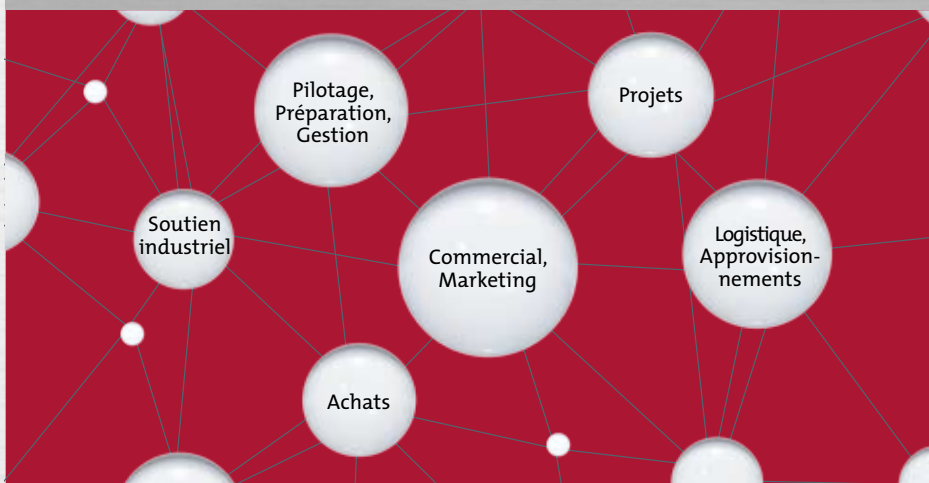 Pilotage,
Préparation,
Gestion
Projets
Soutien
industriel
Commercial,
Marketing
Logistique,
Approvision-
nements
Achats